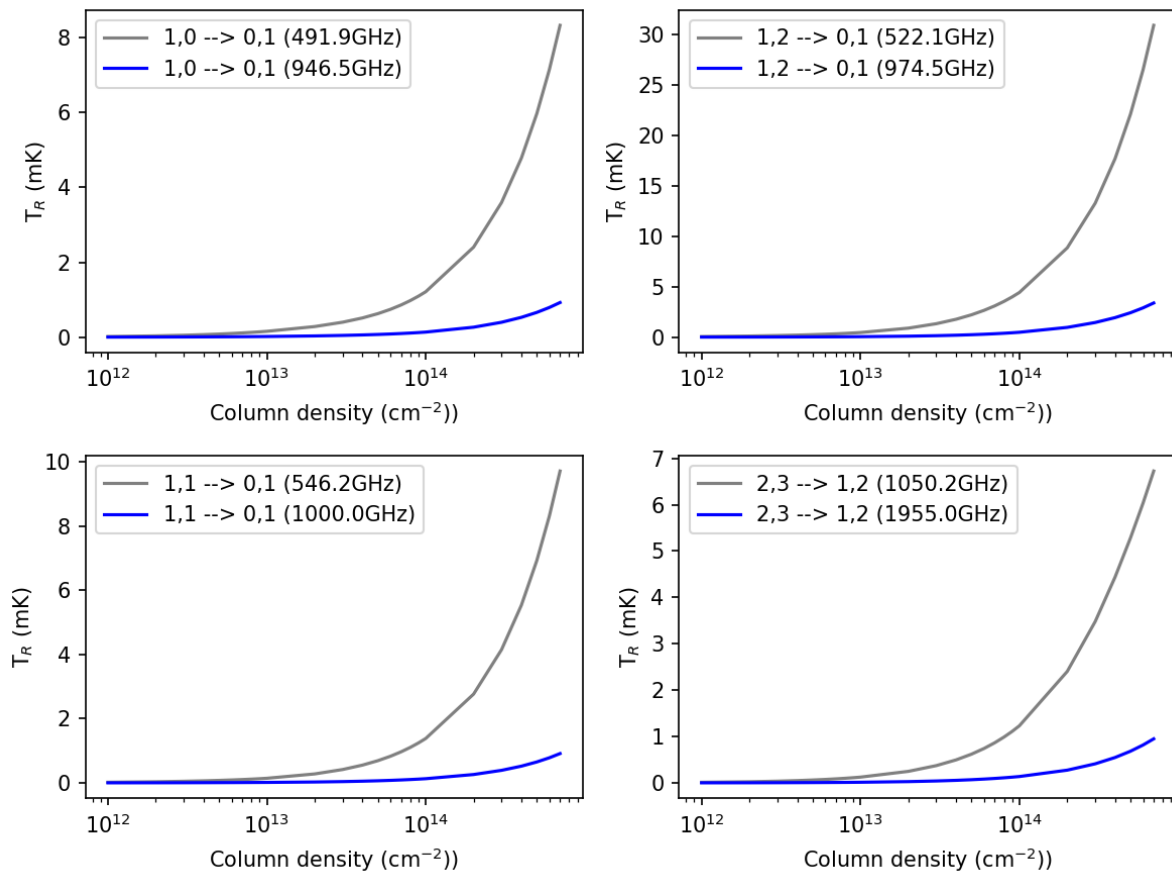 1,0 --> 0,1 (491.9GHz)
1,0 --> 0,1 (946.5GHz)
8
6
4
2
0
T_R (mK)
10^12
10^13
10^14
Column density (cm^−2))
1,2 --> 0,1 (522.1GHz)
1,2 --> 0,1 (974.5GHz)
30
25
20
15
10
5
0
T_R (mK)
10^12
10^13
10^14
Column density (cm^−2))
1,1 --> 0,1 (546.2GHz)
1,1 --> 0,1 (1000.0GHz)
10
8
6
4
2
0
T_R (mK)
10^12
10^13
10^14
Column density (cm^−2))
2,3 --> 1,2 (1050.2GHz)
2,3 --> 1,2 (1955.0GHz)
7
6
5
4
3
2
1
0
T_R (mK)
10^12
10^13
10^14
Column density (cm^−2))